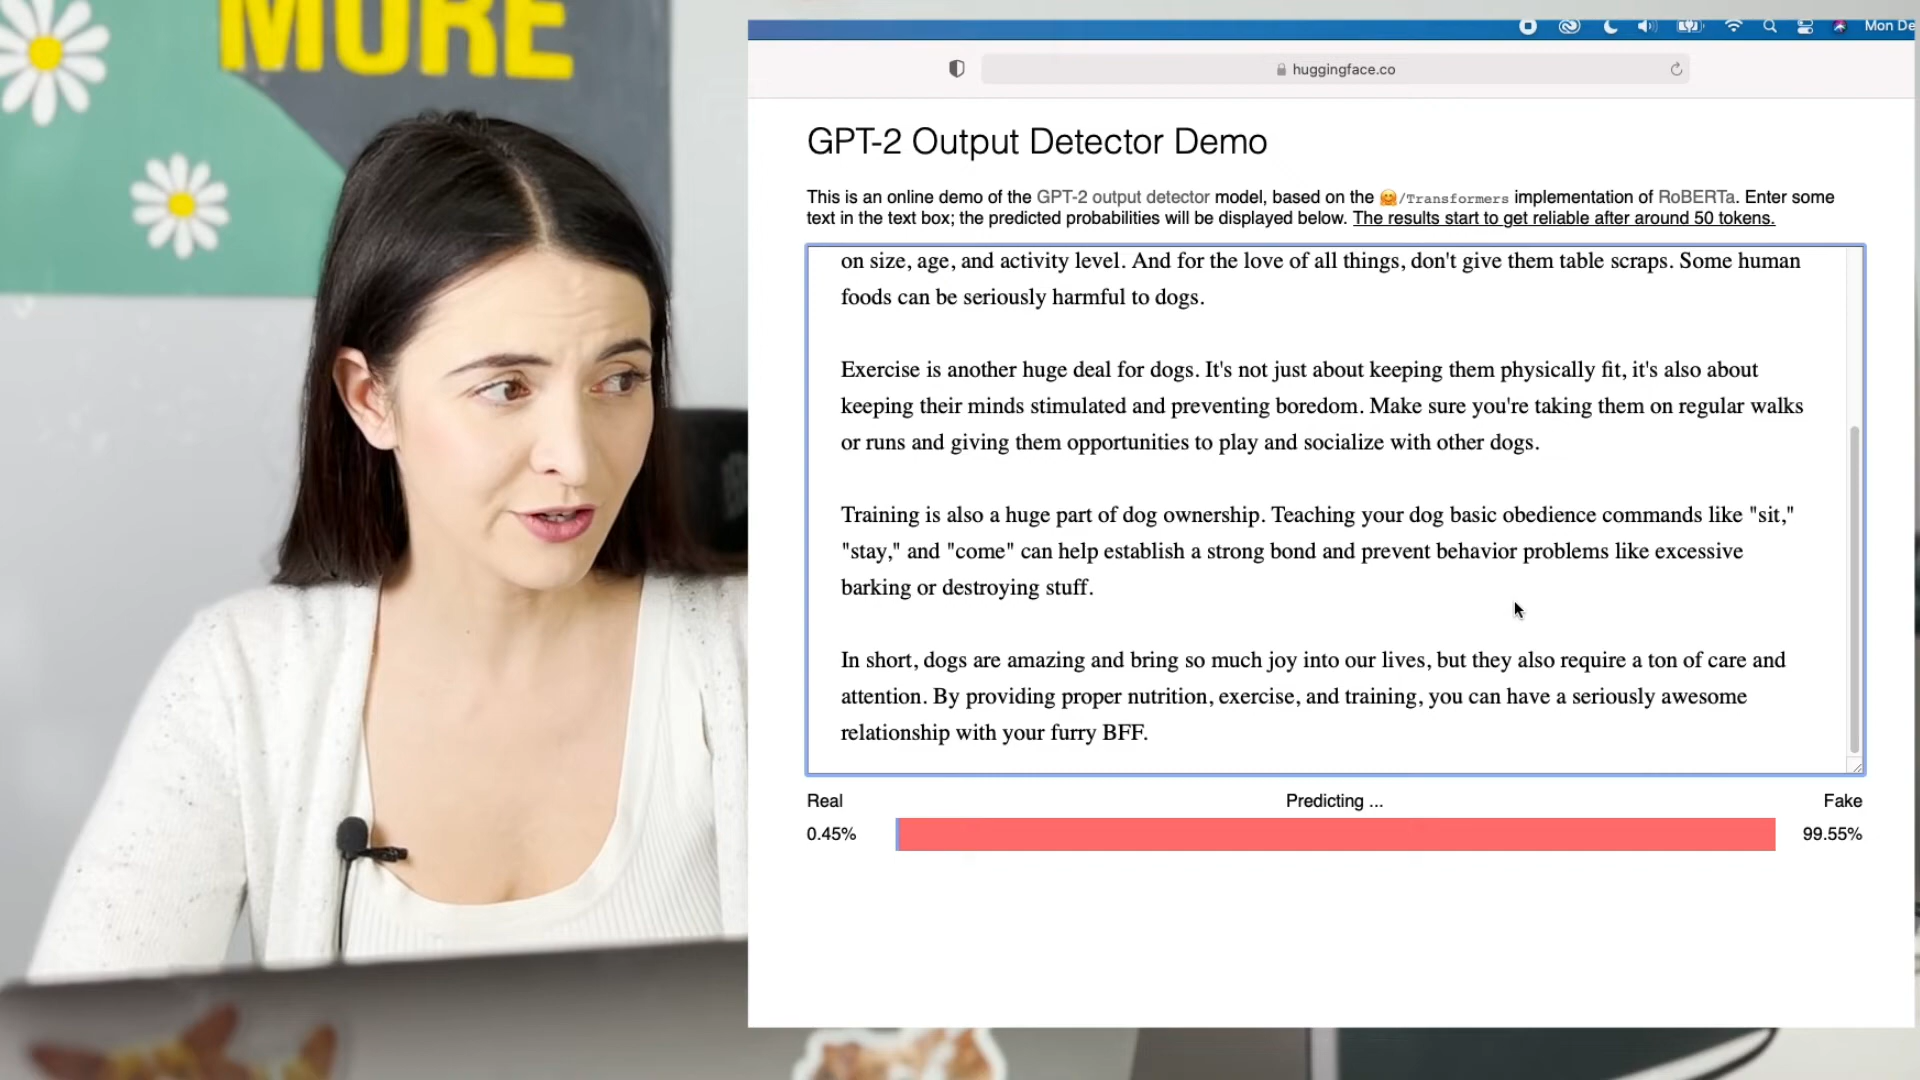 MORE
Mon De
huggingface.co
GPT-2 Output Detector Demo
This is an online demo of the GPT-2 output detector model, based on the 🤗/Transformers implementation of RoBERTa. Enter some
text in the text box; the predicted probabilities will be displayed below. The results start to get reliable after around 50 tokens.
on size, age, and activity level. And for the love of all things, don't give them table scraps. Some human
foods can be seriously harmful to dogs.
Exercise is another huge deal for dogs. It's not just about keeping them physically fit, it's also about
keeping their minds stimulated and preventing boredom. Make sure you're taking them on regular walks
or runs and giving them opportunities to play and socialize with other dogs.
Training is also a huge part of dog ownership. Teaching your dog basic obedience commands like "sit,"
"stay," and "come" can help establish a strong bond and prevent behavior problems like excessive
barking or destroying stuff.
In short, dogs are amazing and bring so much joy into our lives, but they also require a ton of care and
attention. By providing proper nutrition, exercise, and training, you can have a seriously awesome
relationship with your furry BFF.
Real Predicting ... Fake
0.45% 99.55%